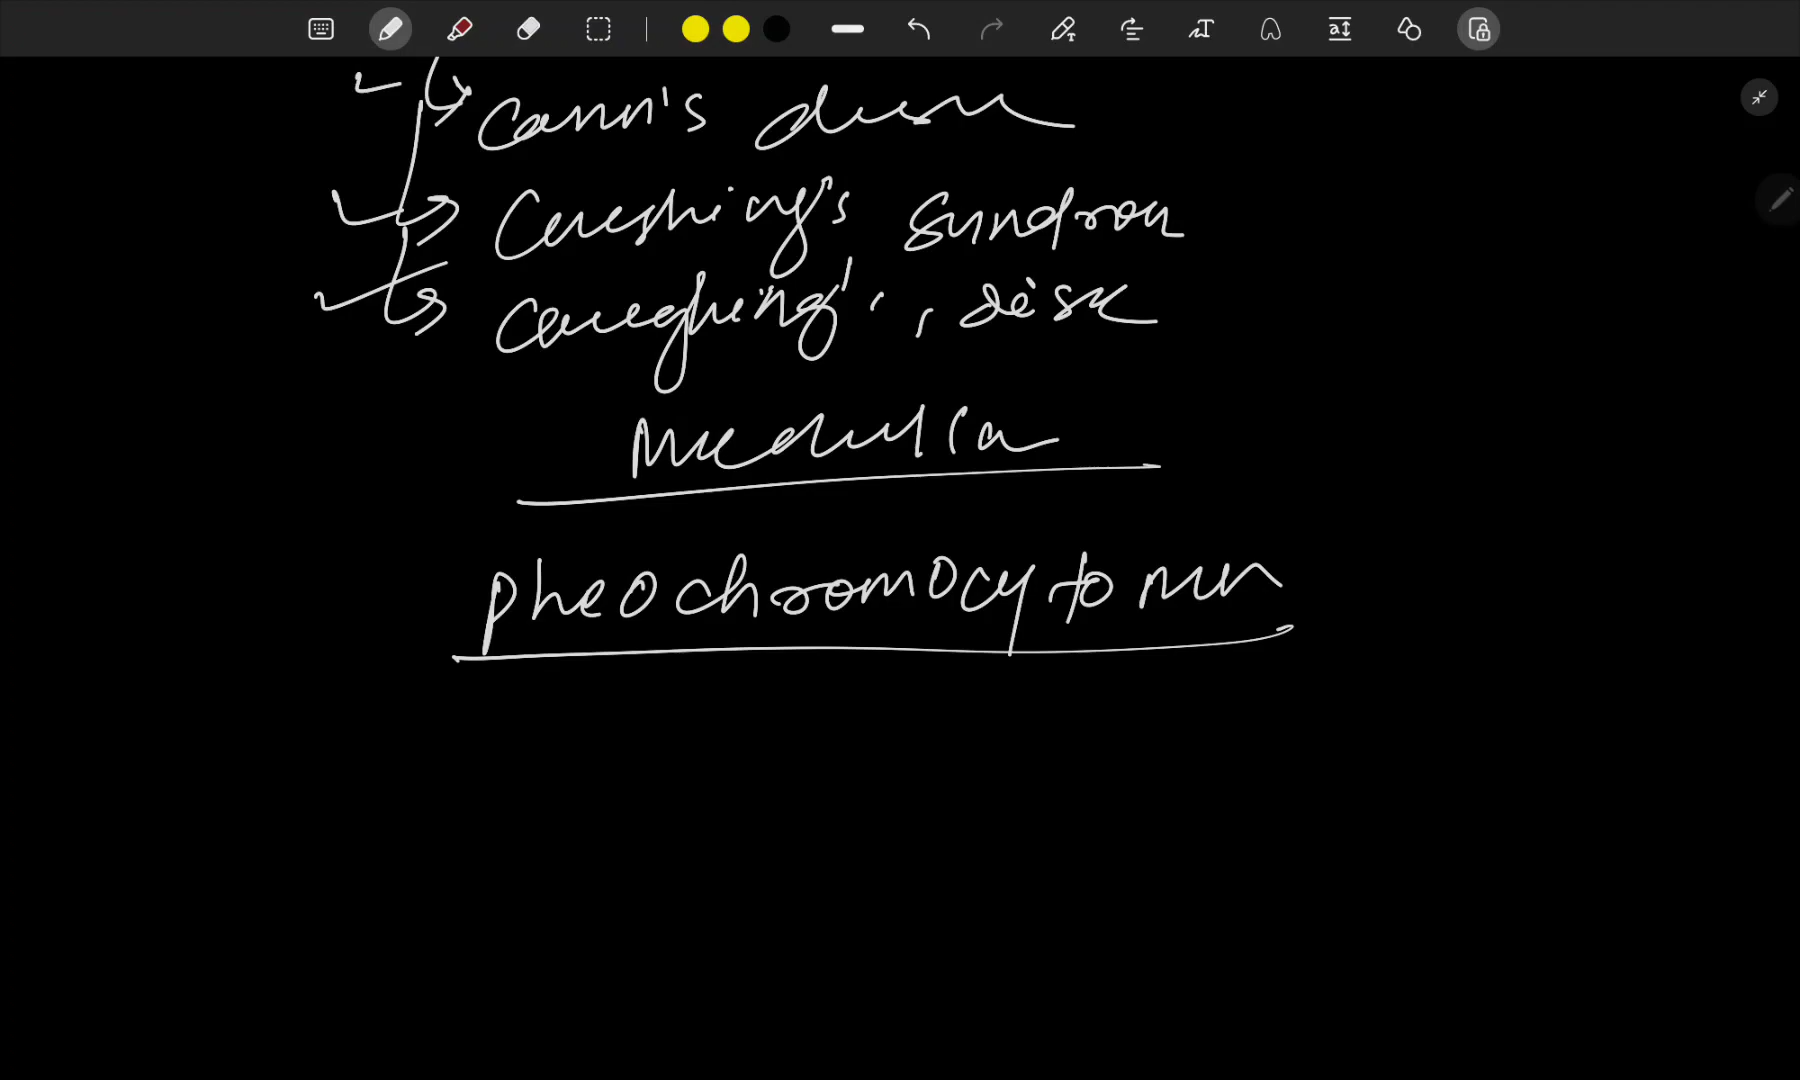 Conn's disease
Cushing's syndrome
Cushing's disease
Medulla
pheochromocytoma